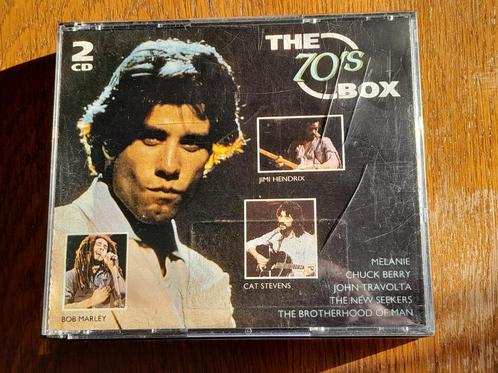 2
CD
THE
70's
BOX
JIMI HENDRIX
CAT STEVENS
BOB MARLEY
MELANIE
CHUCK BERRY
JOHN TRAVOLTA
THE NEW SEEKERS
THE BROTHERHOOD OF MAN